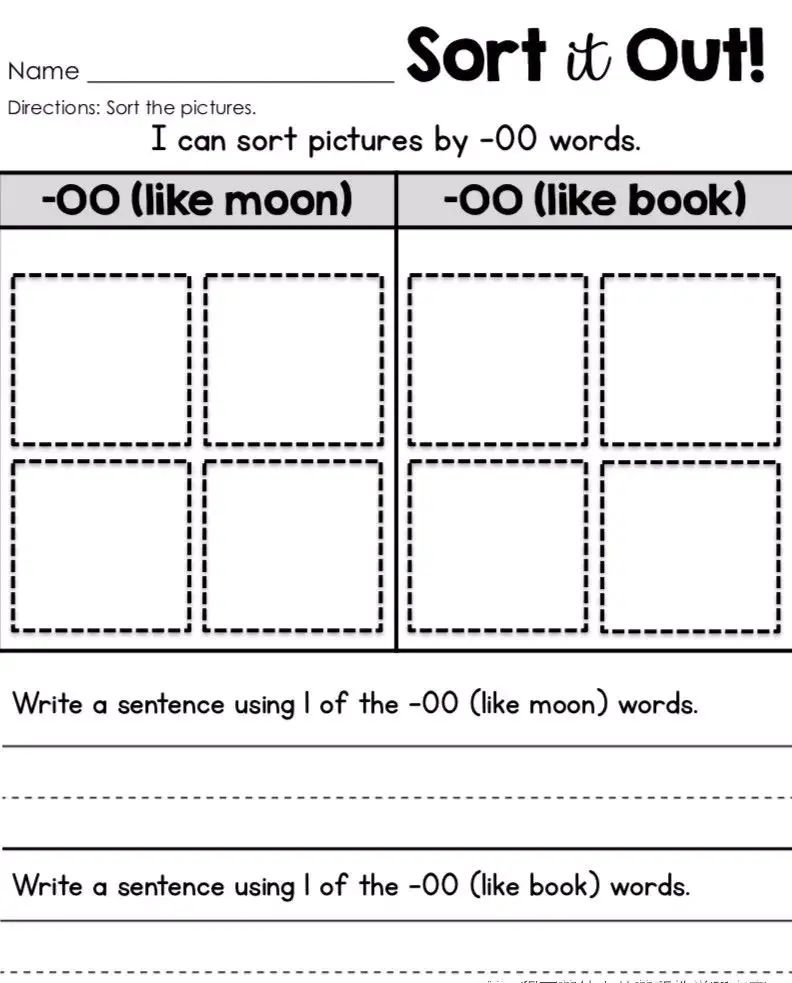 Name
Sort it Out!
Directions: Sort the pictures.
I can sort pictures by -OO words.
-OO (like moon) -OO (like book)
Write a sentence using 1 of the -OO (like moon) words.
Write a sentence using 1 of the -OO (like book) words.